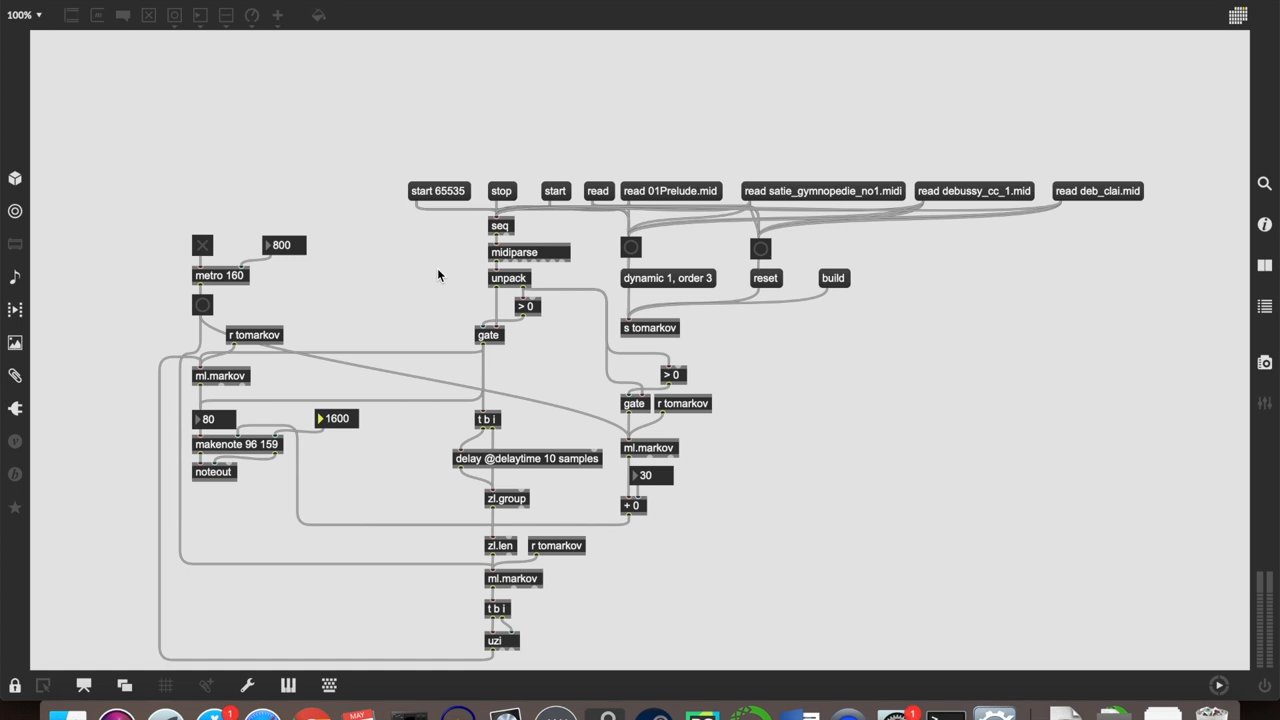 100%
start 65535
stop
start
read
read 01Prelude.mid
read satie_gymnopedie_no1.midi
read debussy_cc_1.mid
read deb_clai.mid
seq
800
midiparse
metro 160
unpack
dynamic 1, order 3
reset
build
> 0
r tomarkov
gate
s tomarkov
ml.markov
> 0
gate
r tomarkov
80
1600
t b i
makenote 96 159
ml.markov
delay @delaytime 10 samples
noteout
30
zl.group
+ 0
zl.len
r tomarkov
ml.markov
t b i
uzi
1
MAY
1